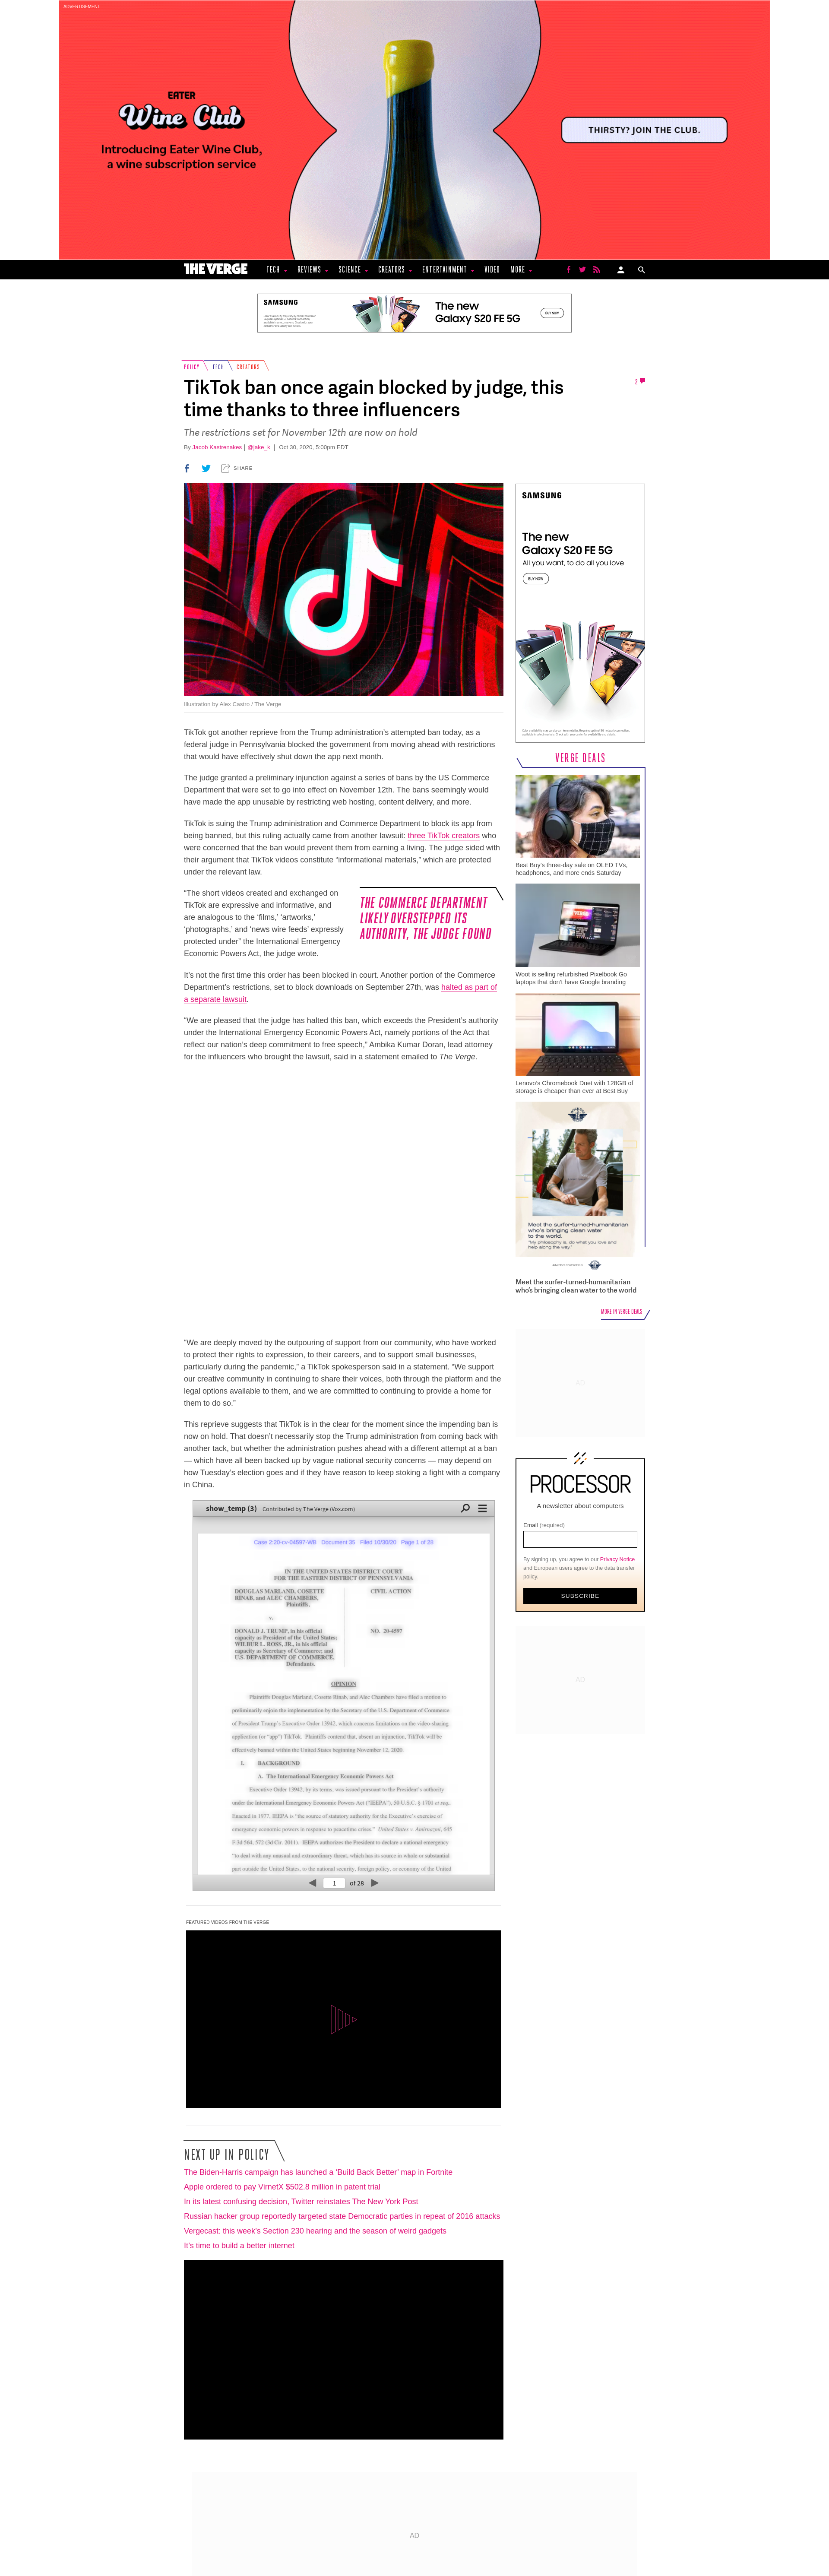 ADVERTISEMENT
EATER
Wine Club
Introducing Eater Wine Club,
a wine subscription service
THIRSTY? JOIN THE CLUB.
THE VERGE
TECH
REVIEWS
SCIENCE
CREATORS
ENTERTAINMENT
VIDEO
MORE
SAMSUNG
The new
Galaxy S20 FE 5G
BUY NOW
POLICY
TECH
CREATORS
TikTok ban once again blocked by judge, this
time thanks to three influencers
2
The restrictions set for November 12th are now on hold
By Jacob Kastrenakes | @jake_k | Oct 30, 2020, 5:00pm EDT
SHARE
Illustration by Alex Castro / The Verge
TikTok got another reprieve from the Trump administration’s attempted ban today, as a
federal judge in Pennsylvania blocked the government from moving ahead with restrictions
that would have effectively shut down the app next month.
The judge granted a preliminary injunction against a series of bans by the US Commerce
Department that were set to go into effect on November 12th. The bans seemingly would
have made the app unusable by restricting web hosting, content delivery, and more.
TikTok is suing the Trump administration and Commerce Department to block its app from
being banned, but this ruling actually came from another lawsuit: three TikTok creators who
were concerned that the ban would prevent them from earning a living. The judge sided with
their argument that TikTok videos constitute “informational materials,” which are protected
under the relevant law.
“The short videos created and exchanged on
TikTok are expressive and informative, and
are analogous to the ‘films,’ ‘artworks,’
‘photographs,’ and ‘news wire feeds’ expressly
protected under” the International Emergency
Economic Powers Act, the judge wrote.
THE COMMERCE DEPARTMENT
LIKELY OVERSTEPPED ITS
AUTHORITY, THE JUDGE FOUND
It’s not the first time this order has been blocked in court. Another portion of the Commerce
Department’s restrictions, set to block downloads on September 27th, was halted as part of
a separate lawsuit.
“We are pleased that the judge has halted this ban, which exceeds the President’s authority
under the International Emergency Economic Powers Act, namely portions of the Act that
reflect our nation’s deep commitment to free speech,” Ambika Kumar Doran, lead attorney
for the influencers who brought the lawsuit, said in a statement emailed to The Verge.
“We are deeply moved by the outpouring of support from our community, who have worked
to protect their rights to expression, to their careers, and to support small businesses,
particularly during the pandemic,” a TikTok spokesperson said in a statement. “We support
our creative community in continuing to share their voices, both through the platform and the
legal options available to them, and we are committed to continuing to provide a home for
them to do so.”
This reprieve suggests that TikTok is in the clear for the moment since the impending ban is
now on hold. That doesn’t necessarily stop the Trump administration from coming back with
another tack, but whether the administration pushes ahead with a different attempt at a ban
— which have all been backed up by vague national security concerns — may depend on
how Tuesday’s election goes and if they have reason to keep stoking a fight with a company
in China.
show_temp (3) Contributed by The Verge (Vox.com)
Case 2:20-cv-04597-WB Document 35 Filed 10/30/20 Page 1 of 28
IN THE UNITED STATES DISTRICT COURT
FOR THE EASTERN DISTRICT OF PENNSYLVANIA
DOUGLAS MARLAND, COSETTE
RINAB, and ALEC CHAMBERS,
Plaintiffs,
v.
DONALD J. TRUMP, in his official
capacity as President of the United States;
WILBUR L. ROSS, JR., in his official
capacity as Secretary of Commerce; and
U.S. DEPARTMENT OF COMMERCE,
Defendants.
CIVIL ACTION
NO. 20-4597
OPINION
Plaintiffs Douglas Marland, Cosette Rinab, and Alec Chambers have filed a motion to
preliminarily enjoin the implementation by the Secretary of the U.S. Department of Commerce
of President Trump’s Executive Order 13942, which concerns limitations on the video-sharing
application (or “app”) TikTok. Plaintiffs contend that, absent an injunction, TikTok will be
effectively banned within the United States beginning November 12, 2020.
I. BACKGROUND
A. The International Emergency Economic Powers Act
Executive Order 13942, by its terms, was issued pursuant to the President’s authority
under the International Emergency Economic Powers Act (“IEEPA”), 50 U.S.C. § 1701 et seq.
Enacted in 1977, IEEPA is “the source of statutory authority for the Executive’s exercise of
emergency economic powers in response to peacetime crises.” United States v. Amirnazmi, 645
F.3d 564, 572 (3d Cir. 2011). IEEPA authorizes the President to declare a national emergency
“to deal with any unusual and extraordinary threat, which has its source in whole or substantial
part outside the United States, to the national security, foreign policy, or economy of the United
1 of 28
FEATURED VIDEOS FROM THE VERGE
NEXT UP IN POLICY
The Biden-Harris campaign has launched a ‘Build Back Better’ map in Fortnite
Apple ordered to pay VirnetX $502.8 million in patent trial
In its latest confusing decision, Twitter reinstates The New York Post
Russian hacker group reportedly targeted state Democratic parties in repeat of 2016 attacks
Vergecast: this week’s Section 230 hearing and the season of weird gadgets
It’s time to build a better internet
SAMSUNG
The new
Galaxy S20 FE 5G
All you want, to do all you love
BUY NOW
VERGE DEALS
Best Buy’s three-day sale on OLED TVs,
headphones, and more ends Saturday
Woot is selling refurbished Pixelbook Go
laptops that don’t have Google branding
Lenovo’s Chromebook Duet with 128GB of
storage is cheaper than ever at Best Buy
Meet the surfer-turned-humanitarian
who’s bringing clean water
to the world.
“My philosophy is, do what you love and
help along the way.”
Meet the surfer-turned-humanitarian
who’s bringing clean water to the world
MORE IN VERGE DEALS
AD
PROCESSOR
A newsletter about computers
Email (required)
By signing up, you agree to our Privacy Notice
and European users agree to the data transfer
policy.
SUBSCRIBE
AD
AD